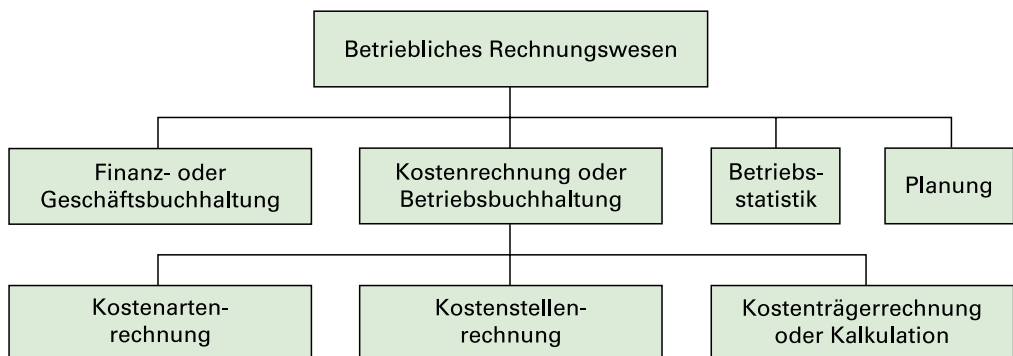 Betriebliches Rechnungswesen
Finanz- oder
Geschäftsbuchhaltung
Kostenrechnung oder
Betriebsbuchhaltung
Betriebs-
statistik
Planung
Kostenarten-
rechnung
Kostenstellen-
rechnung
Kostenträgerrechnung
oder Kalkulation